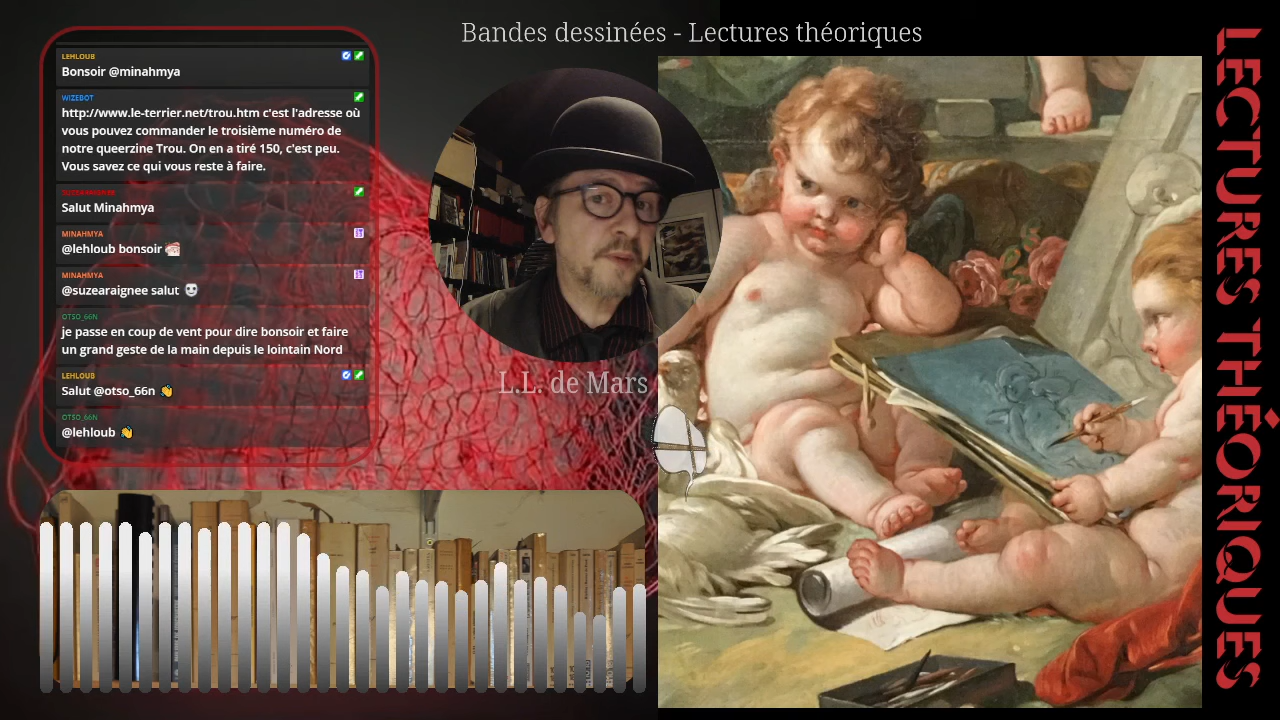 Bandes dessinées - Lectures théoriques
LEHLOUB
Bonsoir @minahmya
WIZEBOT
http://www.le-terrier.net/trou.htm c'est l'adresse où
vous pouvez commander le troisième numéro de
notre queerzine Trou. On en a tiré 150, c'est peu.
Vous savez ce qui vous reste à faire.
SUZEARAIGNEE
Salut Minahmya
MINAHMYA
@lehloub bonsoir
MINAHMYA
@suzearaignee salut
OTSO_66N
je passe en coup de vent pour dire bonsoir et faire
un grand geste de la main depuis le lointain Nord
LEHLOUB
Salut @otso_66n
OTSO_66N
@lehloub
L.L. de Mars
LECTURES THÉORIQUES